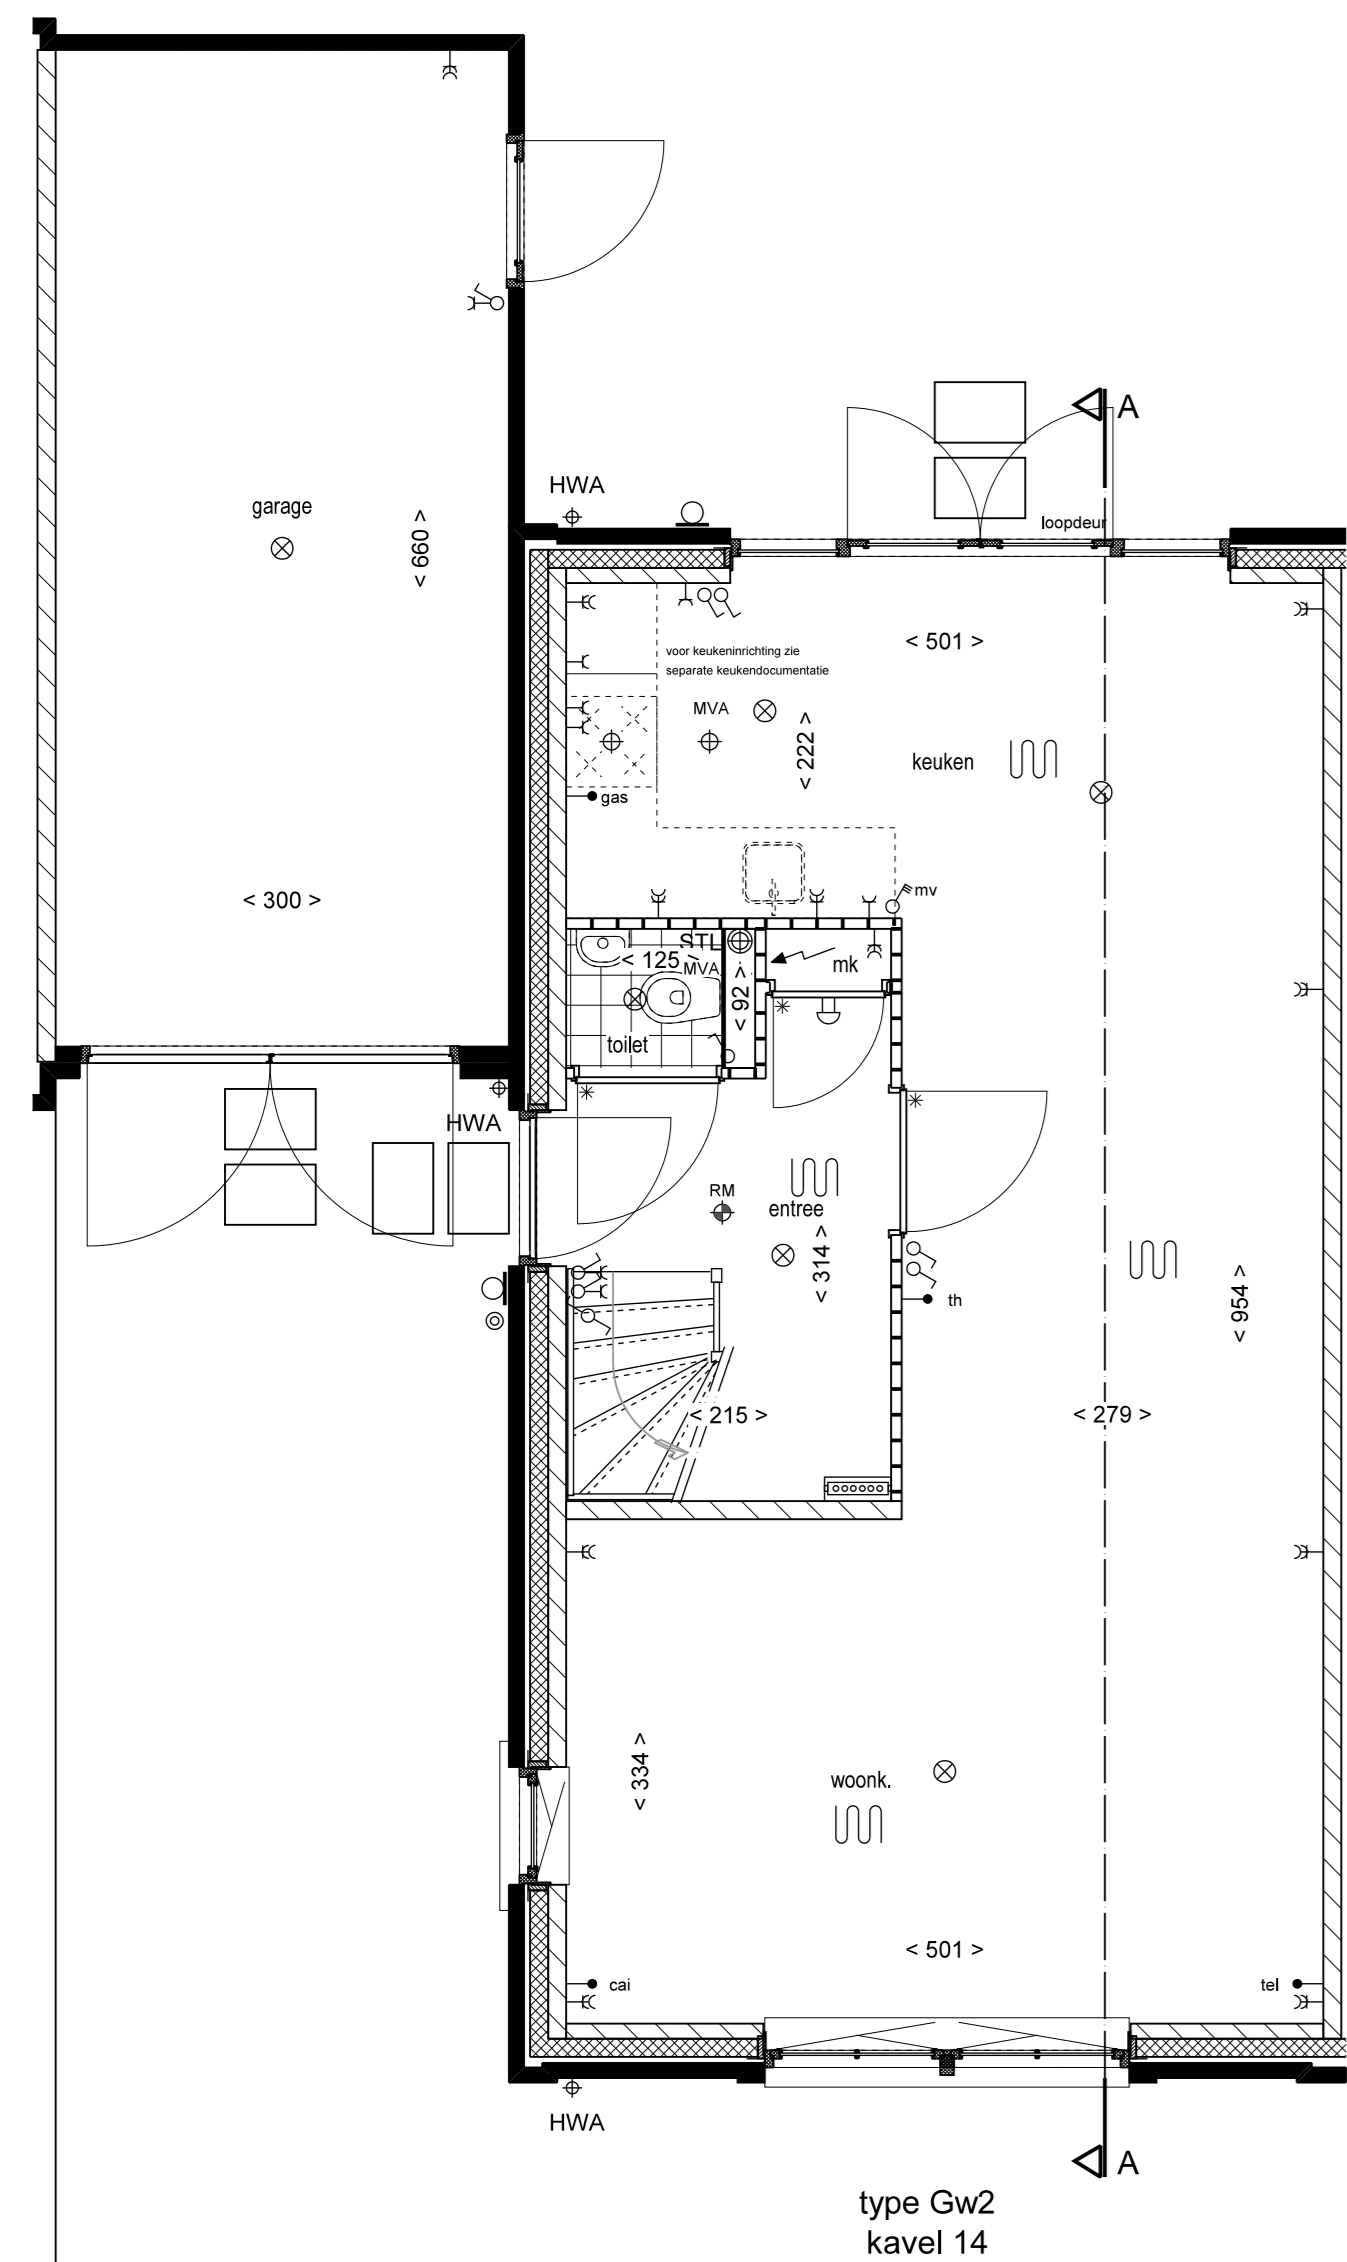 A
HWA
loopdeur
garage
< 660 >
< 501 >
voor keukeninrichting zie
separate keukendocumentatie
MVA
< 222 >
keuken
gas
< 300 >
mv
STL
< 125 >
MVA
< 92 >
mk
toilet
HWA
RM
entree
< 314 >
th
< 954 >
< 215 >
< 279 >
< 334 >
woonk.
< 501 >
cai
tel
HWA
A
type Gw2
kavel 14